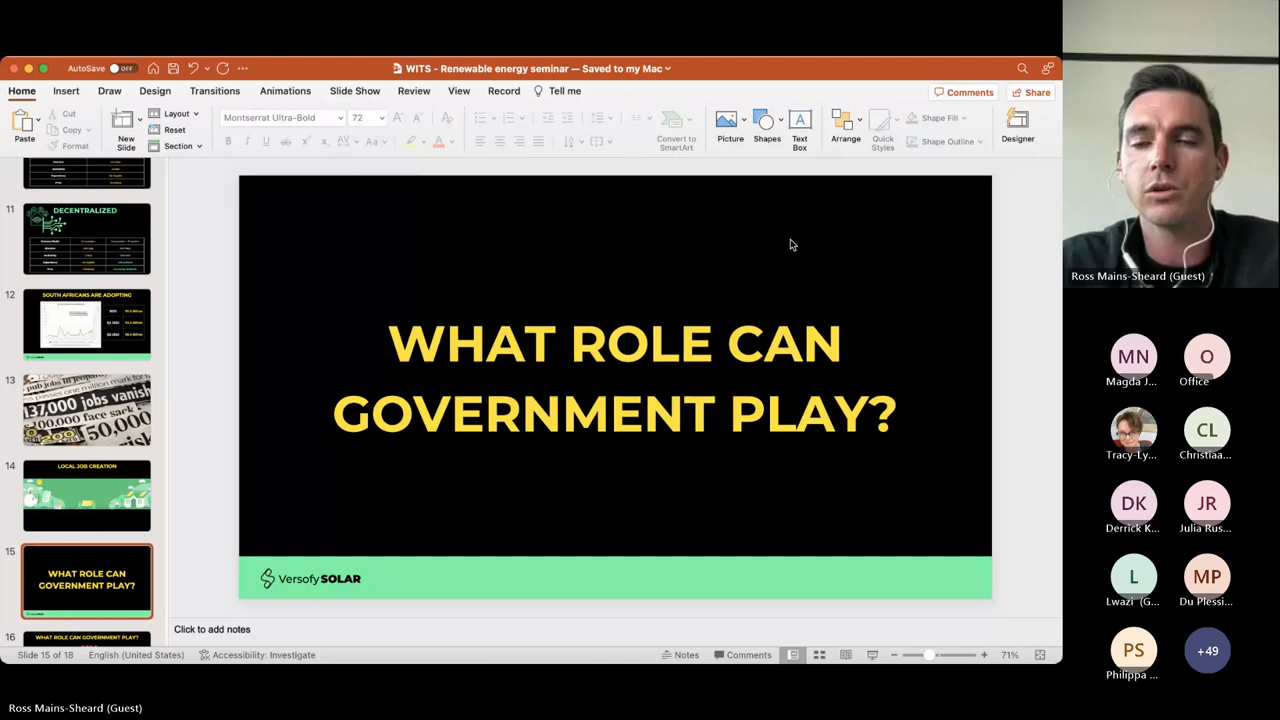 AutoSave OFF
WITS - Renewable energy seminar — Saved to my Mac
Home Insert Draw Design Transitions Animations Slide Show Review View Record Tell me
Comments Share
Paste
Cut
Copy
Format
New Slide
Layout
Reset
Section
Montserrat Ultra-Bold 72
Convert to SmartArt
Picture Shapes Text Box
Arrange Quick Styles
Shape Fill
Shape Outline
Designer
11
DECENTRALIZED
12
SOUTH AFRICANS ARE ADOPTING
13
137,000 jobs vanish
100,000 face sack
50,000
14
LOCAL JOB CREATION
15
WHAT ROLE CAN
GOVERNMENT PLAY?
16
WHAT ROLE CAN GOVERNMENT PLAY?
WHAT ROLE CAN
GOVERNMENT PLAY?
Versofy SOLAR
Click to add notes
Slide 15 of 18 English (United States) Accessibility: Investigate
Notes Comments 71%
Ross Mains-Sheard (Guest)
MN O
Magda J... Office
CL
Tracy-Ly... Christiaa...
DK JR
Derrick K... Julia Rus...
L MP
Lwazi (G... Du Plessi...
PS +49
Philippa ...
Ross Mains-Sheard (Guest)